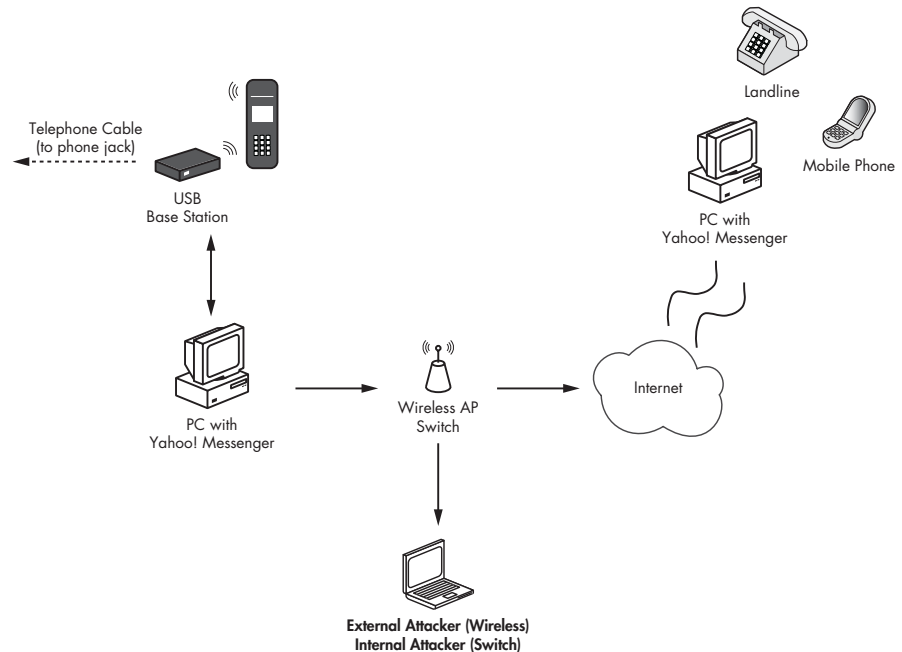 Landline
Mobile Phone
Telephone Cable
(to phone jack)
USB
Base Station
PC with
Yahoo! Messenger
PC with
Yahoo! Messenger
Wireless AP
Switch
Internet
External Attacker (Wireless)
Internal Attacker (Switch)